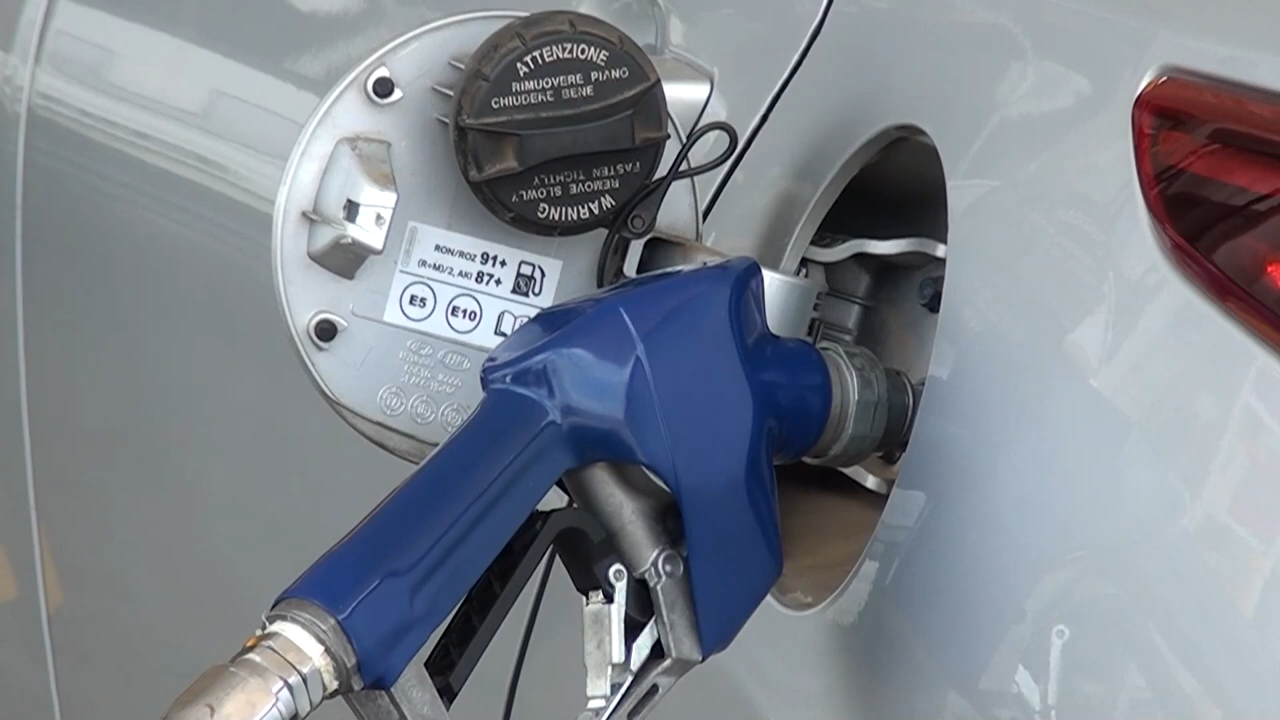 ATTENZIONE
RIMUOVERE PIANO
CHIUDERE BENE
FASTEN TIGHTLY
REMOVE SLOWLY
WARNING
RON/ROZ 91+
(R+M)/2, AKI 87+
E5 E10